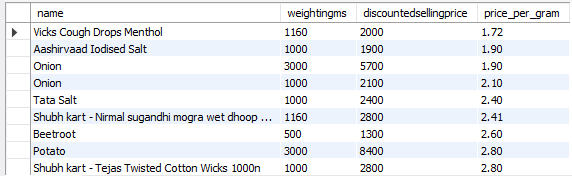 name weightingms discountedsellingprice price_per_gram
Vicks Cough Drops Menthol 1160 2000 1.72
Aashirvaad Iodised Salt 1000 1900 1.90
Onion 3000 5700 1.90
Onion 1000 2100 2.10
Tata Salt 1000 2400 2.40
Shubh kart - Nirmal sugandhi mogra wet dhoop ... 1160 2800 2.41
Beetroot 500 1300 2.60
Potato 3000 8400 2.80
Shubh kart - Tejas Twisted Cotton Wicks 1000n 1000 2800 2.80